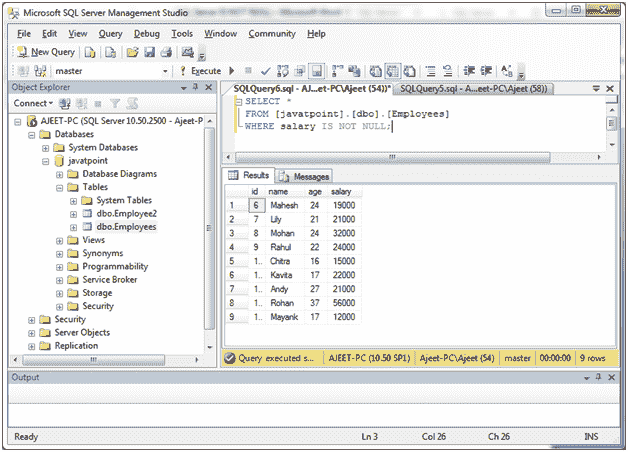 Microsoft SQL Server Management Studio
File Edit View Query Debug Tools Window Community Help
New Query
master Execute
Object Explorer
Connect
AJEET-PC (SQL Server 10.50.2500 - Ajeet-P
Databases
System Databases
javatpoint
Database Diagrams
Tables
System Tables
dbo.Employee2
dbo.Employees
Views
Synonyms
Programmability
Service Broker
Storage
Security
Security
Server Objects
Replication
SQLQuery6.sql - AJ...et-PC\Ajeet (54))* SQLQuery5.sql - A...eet-PC\Ajeet (58))
SELECT *
FROM [javatpoint].[dbo].[Employees]
WHERE salary IS NOT NULL;
Results Messages
id name age salary
1 6 Mahesh 24 19000
2 7 Lily 21 21000
3 8 Mohan 24 32000
4 9 Rahul 22 24000
5 1.. Chitra 16 15000
6 1.. Kavita 17 22000
7 1.. Andy 27 21000
8 1.. Rohan 37 56000
9 1.. Mayank 17 12000
Query executed s... AJEET-PC (10.50 SP1) Ajeet-PC\Ajeet (54) master 00:00:00 9 rows
Output
Ready Ln 3 Col 26 Ch 26 INS